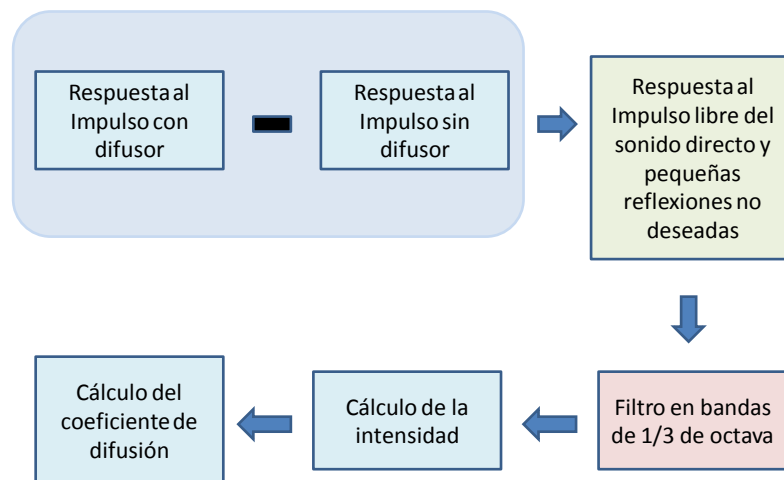 Respuesta al
Impulso con
difusor
Respuesta al
Impulso sin
difusor
Respuesta al
Impulso libre del
sonido directo y
pequeñas
reflexiones no
deseadas
Filtro en bandas
de 1/3 de octava
Cálculo de la
intensidad
Cálculo del
coeficiente de
difusión